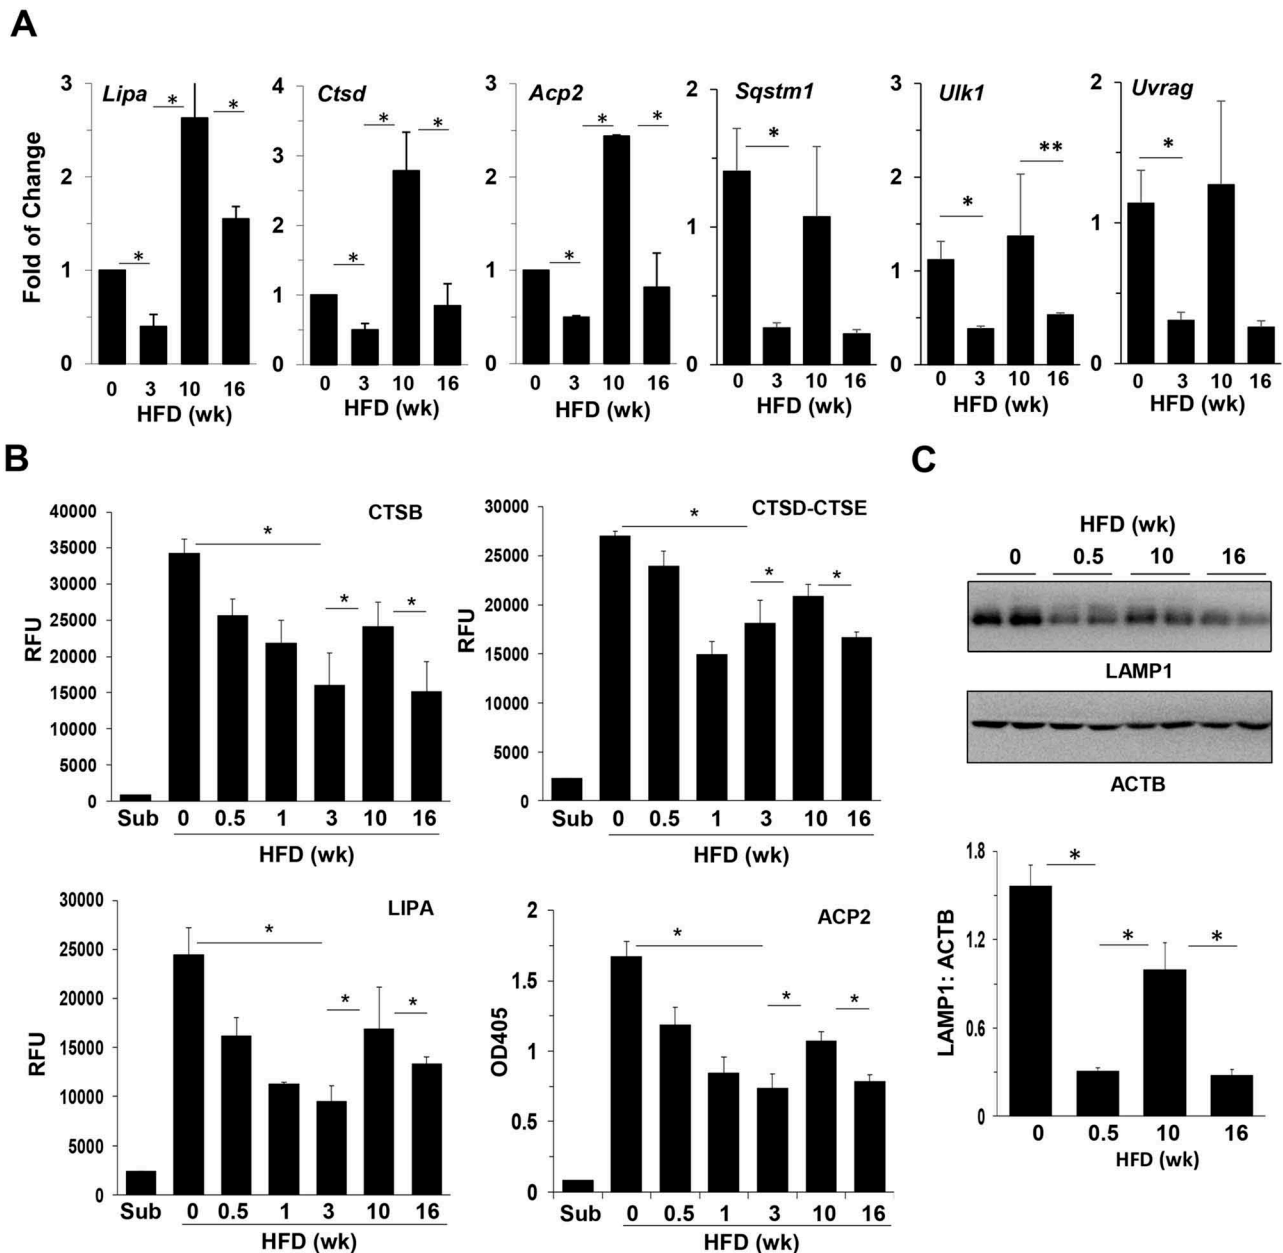 A
Lipa
Ctsd
Acp2
Sqstm1
Ulk1
Uvrag
Fold of Change
3
2
1
0
* * *
0 3 10 16
HFD (wk)
4
3
2
1
0
* * *
0 3 10 16
HFD (wk)
3
2
1
0
* * *
0 3 10 16
HFD (wk)
2
1
0
*
0 3 10 16
HFD (wk)
3
2
1
0
* **
0 3 10 16
HFD (wk)
2
1
0
*
0 3 10 16
HFD (wk)
B
CTSB
RFU
40000
35000
30000
25000
20000
15000
10000
5000
0
* * *
Sub 0 0.5 1 3 10 16
HFD (wk)
CTSD-CTSE
RFU
30000
25000
20000
15000
10000
5000
0
* * *
Sub 0 0.5 1 3 10 16
HFD (wk)
LIPA
RFU
30000
25000
20000
15000
10000
5000
0
* * *
Sub 0 0.5 1 3 10 16
HFD (wk)
ACP2
OD405
2
1.5
1
0.5
0
* * *
Sub 0 0.5 1 3 10 16
HFD (wk)
C
HFD (wk)
0 0.5 10 16
LAMP1
ACTB
LAMP1: ACTB
1.8
1.2
0.6
0
* * *
0 0.5 10 16
HFD (wk)